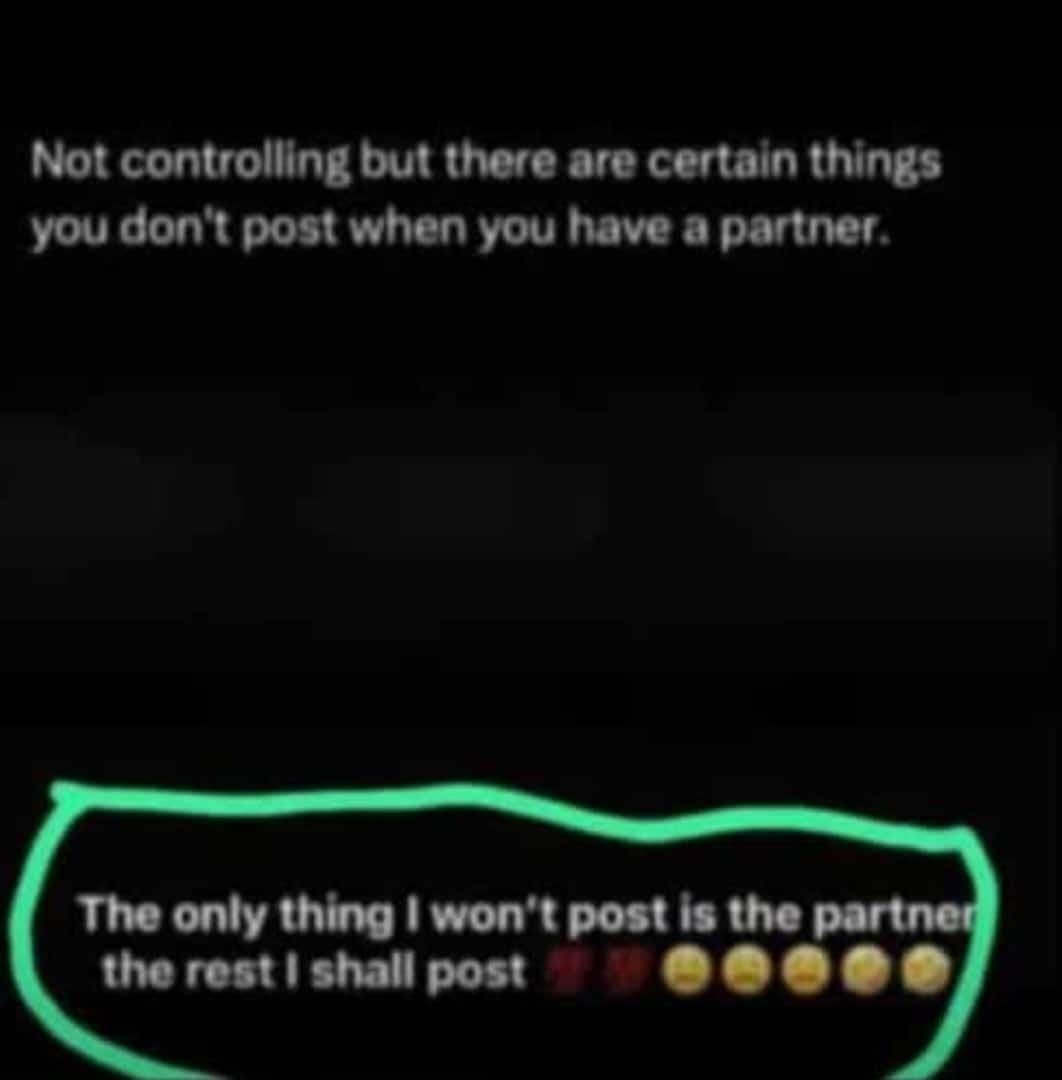 Not controlling but there are certain things
you don't post when you have a partner.
The only thing I won't post is the partner
the rest I shall post 💯💯😅😅😅🤣🤣